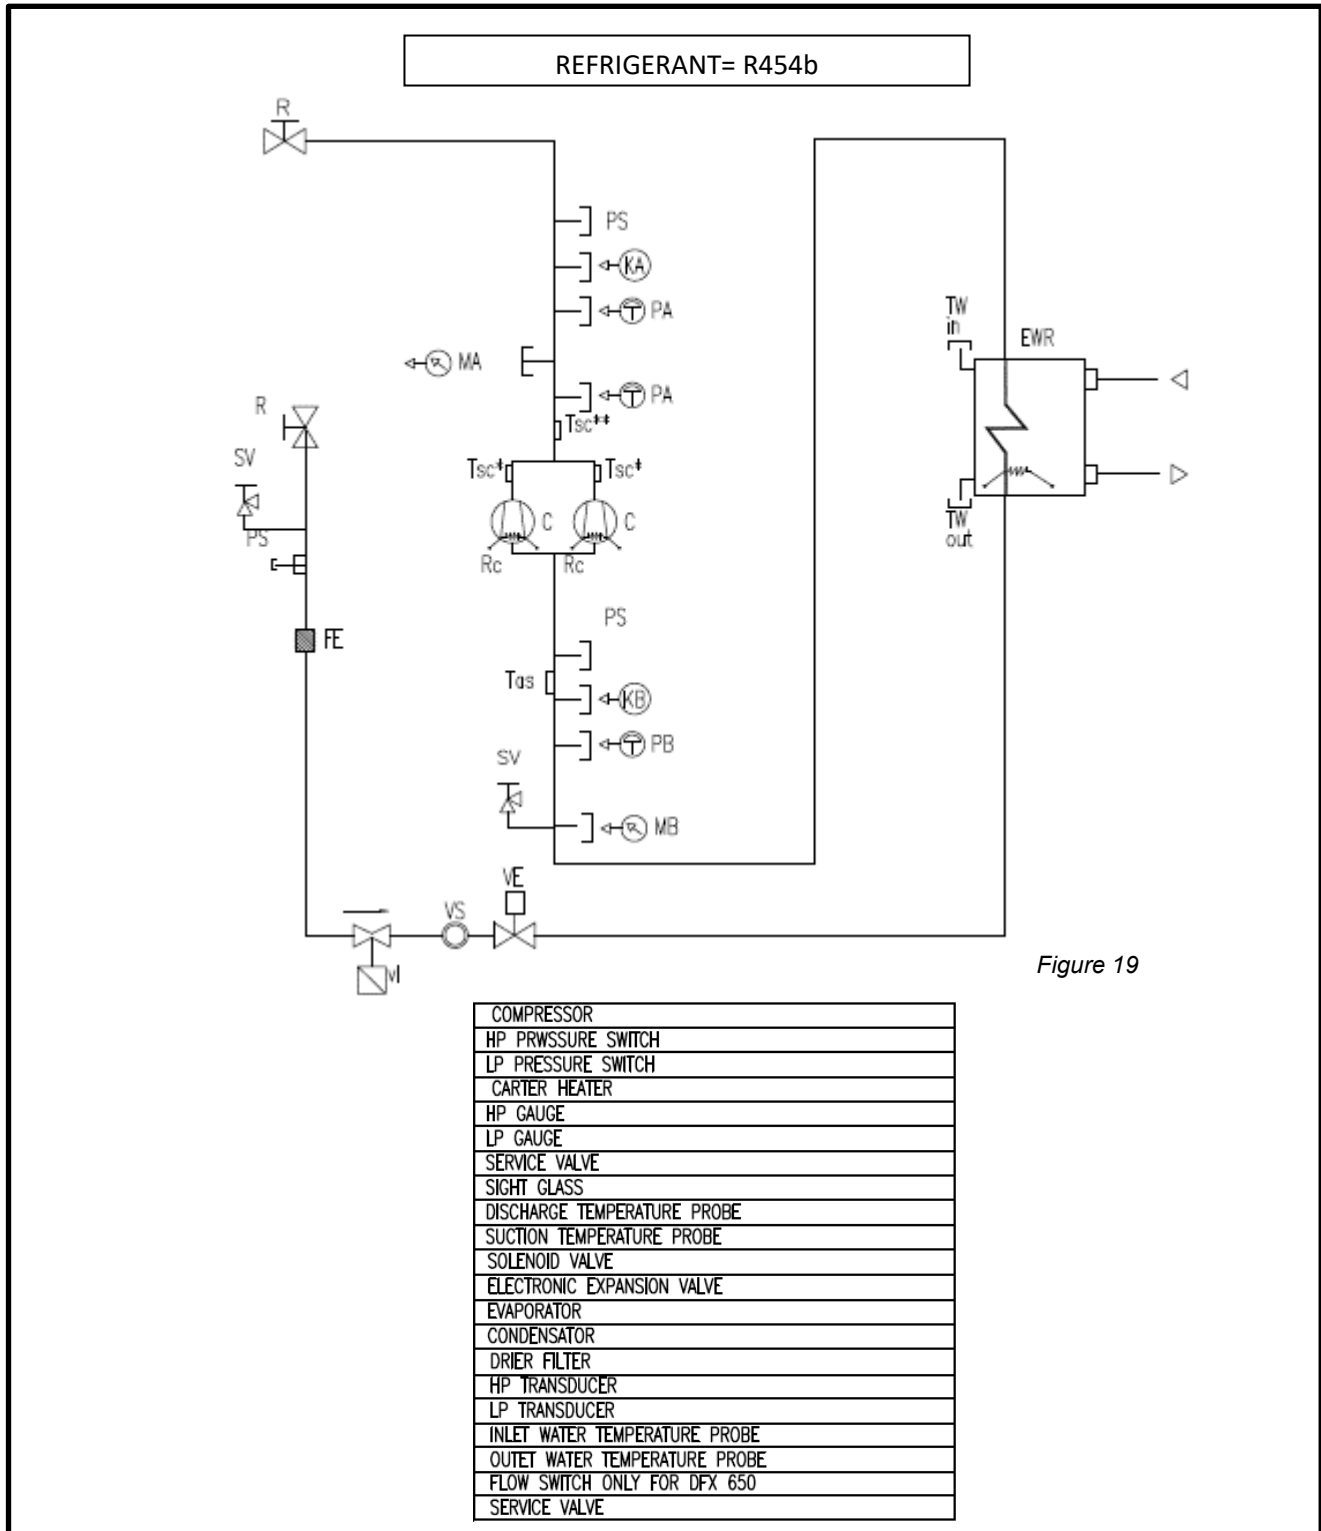 REFRIGERANT= R454b
R
PS
KA
PA
TW
in
EWR
MA
PA
R
Tsc**
SV
Tsc*
Tsc*
C
C
TW
out
PS
Rc
Rc
PS
FE
Tas
KB
PB
SV
MB
VE
VS
Figure 19
vl
COMPRESSOR
HP PRWSSURE SWITCH
LP PRESSURE SWITCH
CARTER HEATER
HP GAUGE
LP GAUGE
SERVICE VALVE
SIGHT GLASS
DISCHARGE TEMPERATURE PROBE
SUCTION TEMPERATURE PROBE
SOLENOID VALVE
ELECTRONIC EXPANSION VALVE
EVAPORATOR
CONDENSATOR
DRIER FILTER
HP TRANSDUCER
LP TRANSDUCER
INLET WATER TEMPERATURE PROBE
OUTET WATER TEMPERATURE PROBE
FLOW SWITCH ONLY FOR DFX 650
SERVICE VALVE